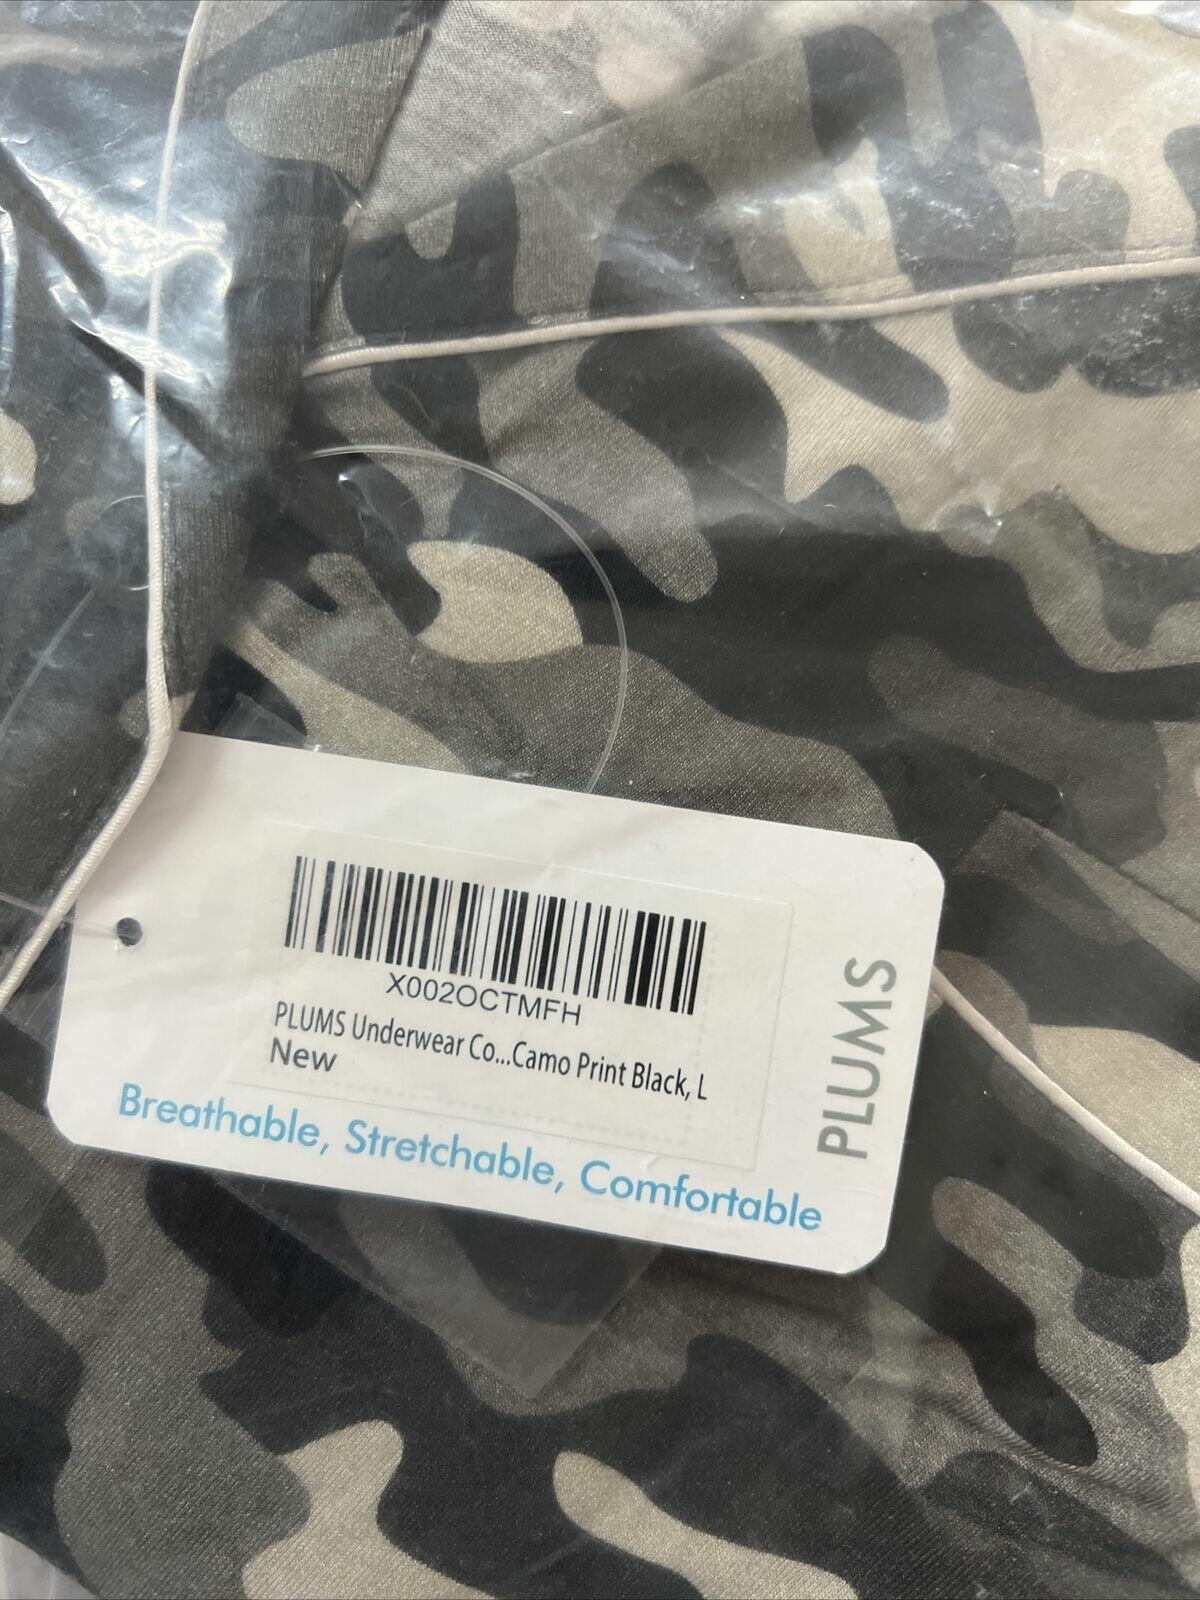 X002OCTMFH
PLUMS Underwear Co...Camo Print Black, L
New
Breathable, Stretchable, Comfortable
PLUMS